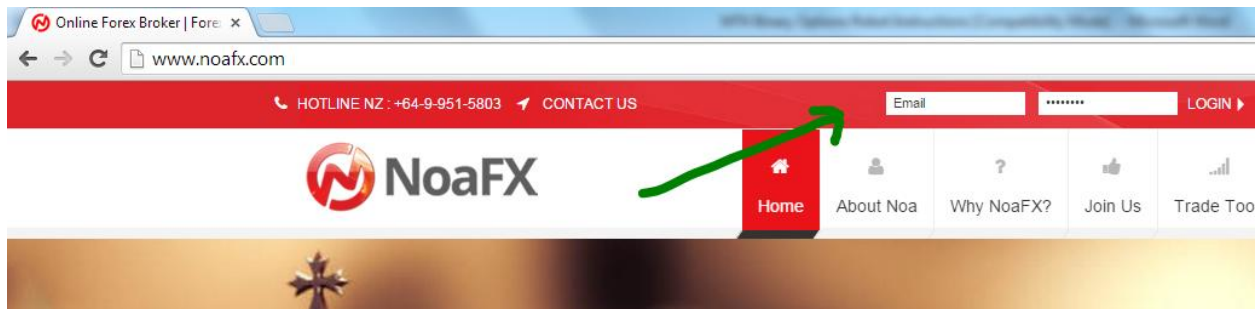 Online Forex Broker | Fore
www.noafx.com
HOTLINE NZ : +64-9-951-5803 CONTACT US
Email
LOGIN
NoaFX
Home
About Noa
?
Why NoaFX?
Join Us
Trade Too